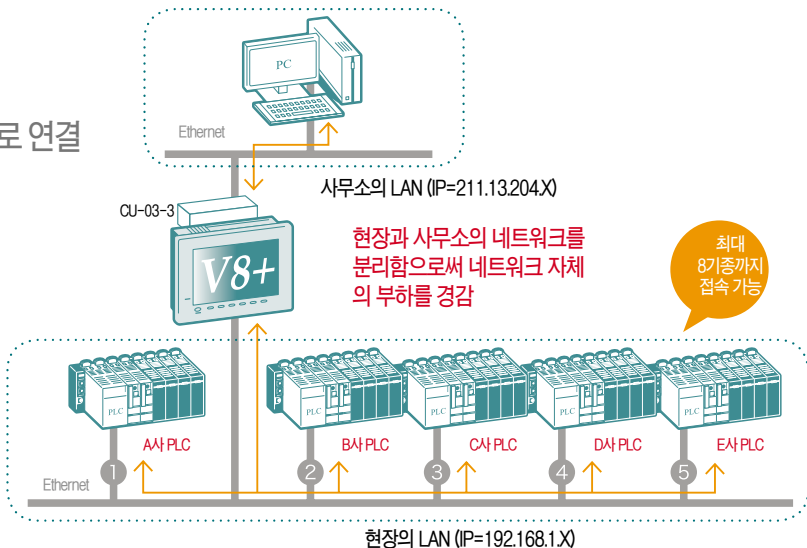 PC
Ethernet
로 연결
사무소의 LAN (IP=211.13.204.X)
CU-03-3
V8+
현장과 사무소의 네트워크를
분리함으로써 네트워크 자체
의 부하를 경감
최대
8기종까지
접속 가능
PLC
PLC
PLC
PLC
PLC
A사 PLC
B사 PLC
C사 PLC
D사 PLC
E사 PLC
1
2
3
4
5
Ethernet
현장의 LAN (IP=192.168.1.X)